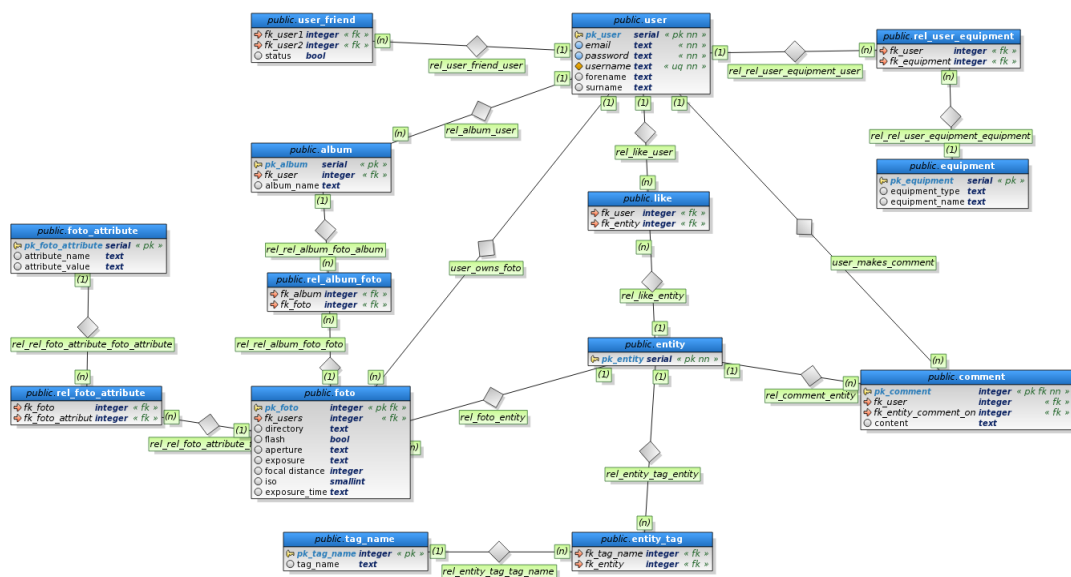 public.user_friend
fk_user1 integer « fk »
fk_user2 integer « fk »
status bool
(n)
rel_user_friend_user
(1)
public.user
pk_user serial « pk nn »
email text « nn »
password text « nn »
username text « uq nn »
forename text
surname text
(1)
rel_rel_user_equipment_user
(n)
public.rel_user_equipment
fk_user integer « fk »
fk_equipment integer « fk »
(n)
rel_rel_user_equipment_equipment
(1)
public.equipment
pk_equipment serial « pk »
equipment_type text
equipment_name text
(1)
rel_album_user
(n)
public.album
pk_album serial « pk »
fk_user integer « fk »
album_name text
(1)
rel_rel_album_foto_album
(n)
public.rel_album_foto
fk_album integer « fk »
fk_foto integer « fk »
(n)
rel_rel_album_foto_foto
(1)
(1)
user_owns_foto
(n)
(1)
rel_like_user
(n)
public.like
fk_user integer « fk »
fk_entity integer « fk »
(n)
rel_like_entity
(1)
(1)
user_makes_comment
(n)
public.foto_attribute
pk_foto_attribute serial « pk »
attribute_name text
attribute_value text
(1)
rel_rel_foto_attribute_foto_attribute
(n)
public.rel_foto_attribute
fk_foto integer « fk »
fk_foto_attribut integer « fk »
(n)
rel_rel_foto_attribute_
(1)
public.foto
pk_foto integer « pk fk »
fk_users integer « fk »
directory text
flash bool
aperture text
exposure text
focal distance integer
iso smallint
exposure_time text
n)
rel_foto_entity
(1)
public.entity
pk_entity serial « pk nn »
(1)
rel_comment_entity
(n)
public.comment
pk_comment integer « pk fk nn »
fk_user integer « fk »
fk_entity_comment_on integer « fk »
content text
(1)
rel_entity_tag_entity
(n)
public.tag_name
pk_tag_name integer « pk »
tag_name text
(1)
rel_entity_tag_tag_name
(n)
public.entity_tag
fk_tag_name integer « fk »
fk_entity integer « fk »